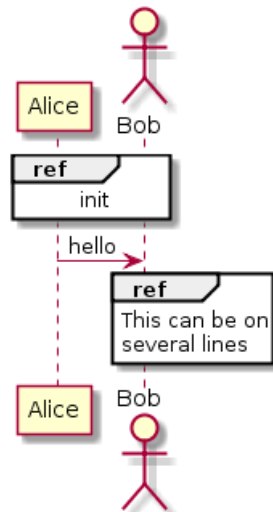 Alice
Bob
ref
init
hello
ref
This can be on
several lines
Alice
Bob